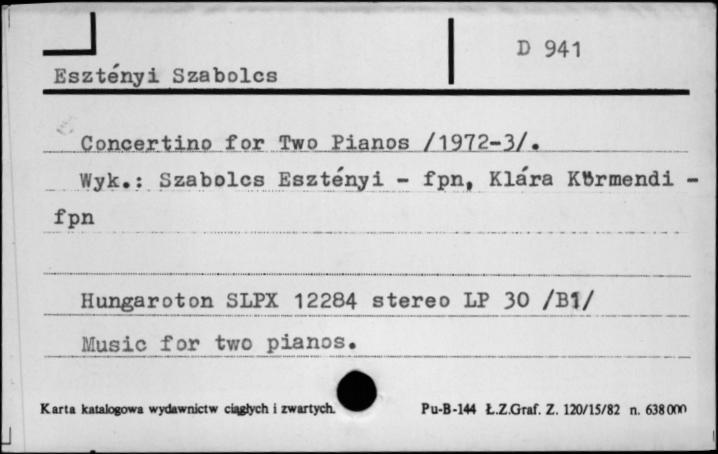 D 941
Esztényi Szabolcs
Concertino for Two Pianos /1972-3/.
Wyk.: Szabolcs Esztényi - fpn, Klára Körmendi -
fpn
Hungaroton SLPX 12284 stereo LP 30 /B1/
Music for two pianos.
Karta katalogowa wydawnictw ciągłych i zwartych. Pu-B-144 Ł.Z.Graf. Z. 120/15/82 n. 638000